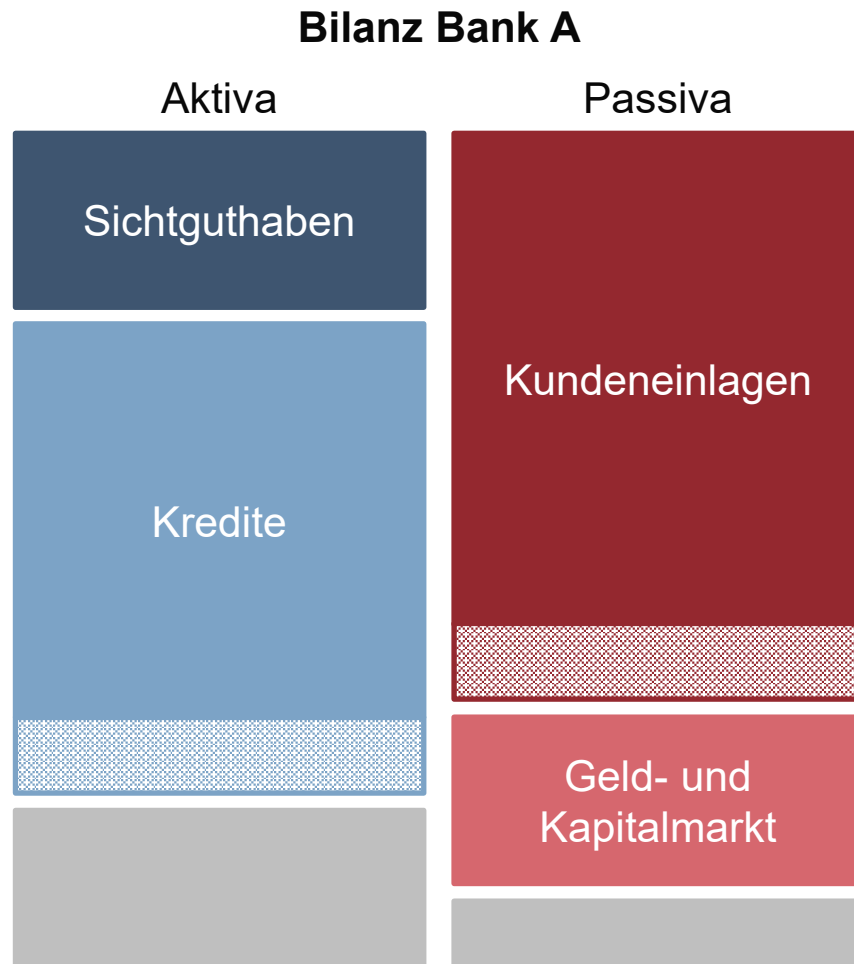 Bilanz Bank A
Aktiva
Passiva
Sichtguthaben
Kundeneinlagen
Kredite
Geld- und
Kapitalmarkt